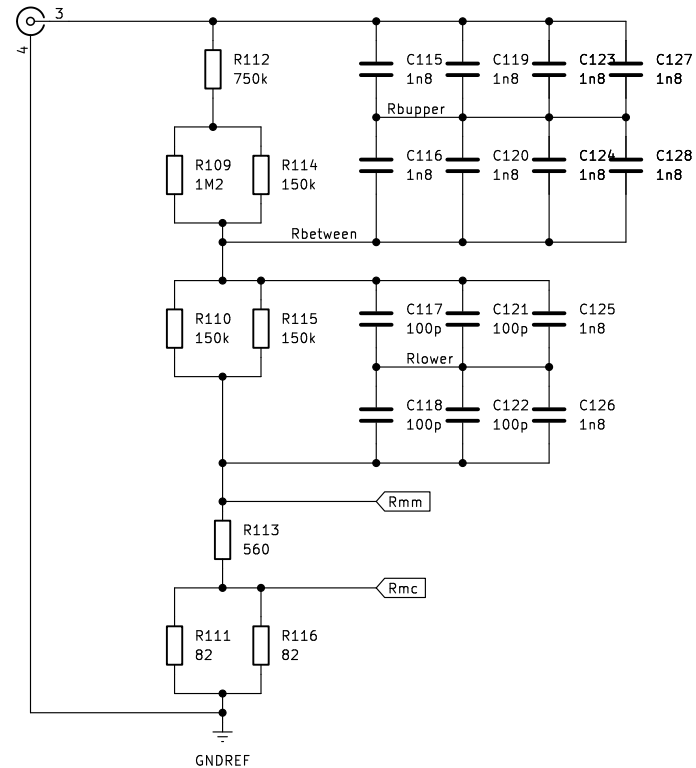 3
4
R112
750k
C115
1n8
C119
1n8
C123
1n8
C127
1n8
Rbupper
R109
1M2
R114
150k
C116
1n8
C120
1n8
C124
1n8
C128
1n8
Rbetween
R110
150k
R115
150k
C117
100p
C121
100p
C125
1n8
Rlower
C118
100p
C122
100p
C126
1n8
Rmm
R113
560
Rmc
R111
82
R116
82
GNDREF